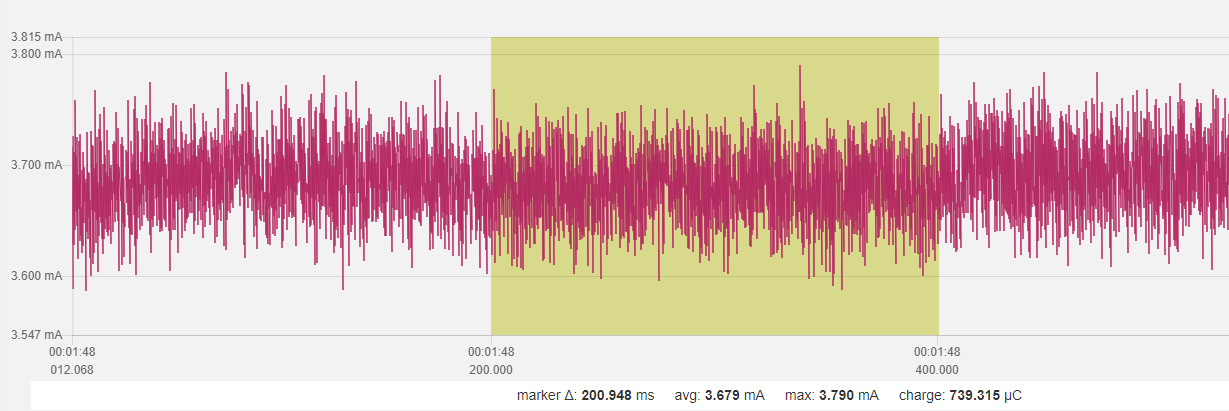 3.815 mA
3.800 mA
3.700 mA
3.600 mA
3.547 mA
00:01:48 00:01:48 00:01:48
012.068 200.000 400.000
marker Δ: 200.948 ms avg: 3.679 mA max: 3.790 mA charge: 739.315 μC